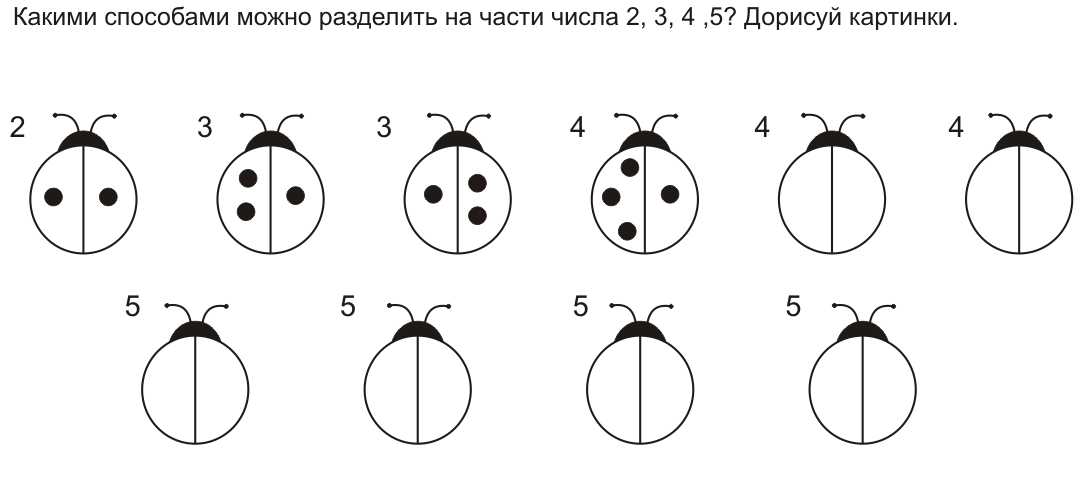 Какими способами можно разделить на части числа 2, 3, 4 ,5? Дорисуй картинки.
2 3 3 4 4 4
5 5 5 5